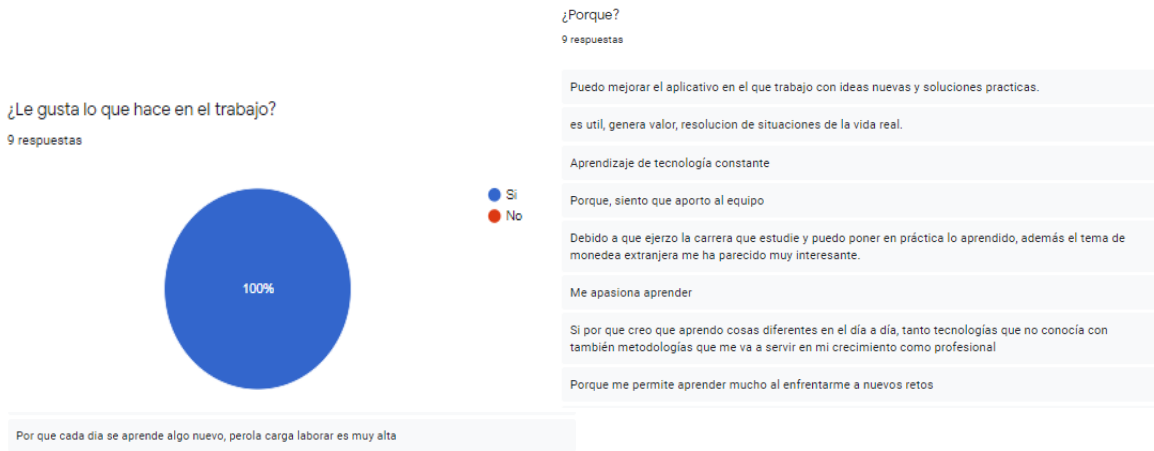 ¿Le gusta lo que hace en el trabajo?
9 respuestas
Si
No
100%
Por que cada dia se aprende algo nuevo, perola carga laborar es muy alta
¿Porque?
9 respuestas
Puedo mejorar el aplicativo en el que trabajo con ideas nuevas y soluciones practicas.
es util, genera valor, resolucion de situaciones de la vida real.
Aprendizaje de tecnología constante
Porque, siento que aporto al equipo
Debido a que ejerzo la carrera que estudie y puedo poner en práctica lo aprendido, además el tema de
monedea extranjera me ha parecido muy interesante.
Me apasiona aprender
Si por que creo que aprendo cosas diferentes en el día a día, tanto tecnologías que no conocía con
también metodologías que me va a servir en mi crecimiento como profesional
Porque me permite aprender mucho al enfrentarme a nuevos retos